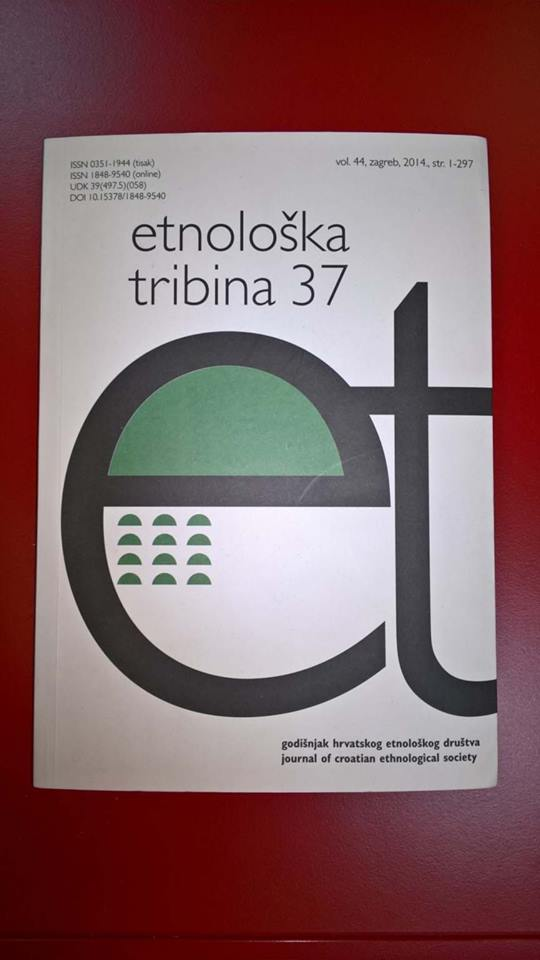 ISSN 0351-1944 (tisak)
ISSN 1848-9540 (online)
UDK 39(497.5)(058)
DOI 10.15378/1848-9540
vol. 44, zagreb, 2014., str. 1-297
etnološka
tribina 37
et
godišnjak hrvatskog etnološkog društva
journal of croatian ethnological society